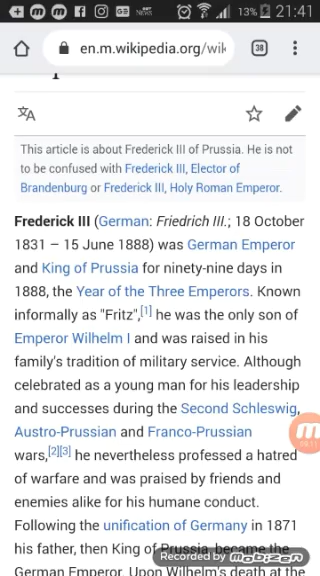 13% 21:41
en.m.wikipedia.org/wik
38
This article is about Frederick III of Prussia. He is not
to be confused with Frederick III, Elector of
Brandenburg or Frederick III, Holy Roman Emperor.
Frederick III (German: Friedrich III.; 18 October
1831 – 15 June 1888) was German Emperor
and King of Prussia for ninety-nine days in
1888, the Year of the Three Emperors. Known
informally as "Fritz",[1] he was the only son of
Emperor Wilhelm I and was raised in his
family's tradition of military service. Although
celebrated as a young man for his leadership
and successes during the Second Schleswig,
Austro-Prussian and Franco-Prussian
wars,[2][3] he nevertheless professed a hatred
of warfare and was praised by friends and
enemies alike for his humane conduct.
Following the unification of Germany in 1871
his father, then King of Prussia, became the
Recorded by mobizen
German Emperor. Upon Wilhelm's death at the